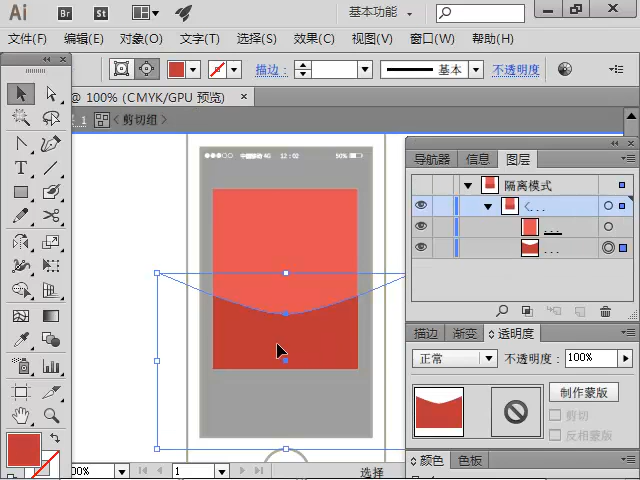 Ai Br St 基本功能
文件(F) 编辑(E) 对象(O) 文字(T) 选择(S) 效果(C) 视图(V) 窗口(W) 帮助(H)
描边: 基本 不透明度
@ 100% (CMYK/GPU 预览) ×
1 剪切组
12:02 50%
导航器 信息 图层
隔离模式
<...
...
...
描边 渐变 透明度
正常 不透明度: 100%
制作蒙版
剪切
反相蒙版
颜色 色板
00% 1 选择